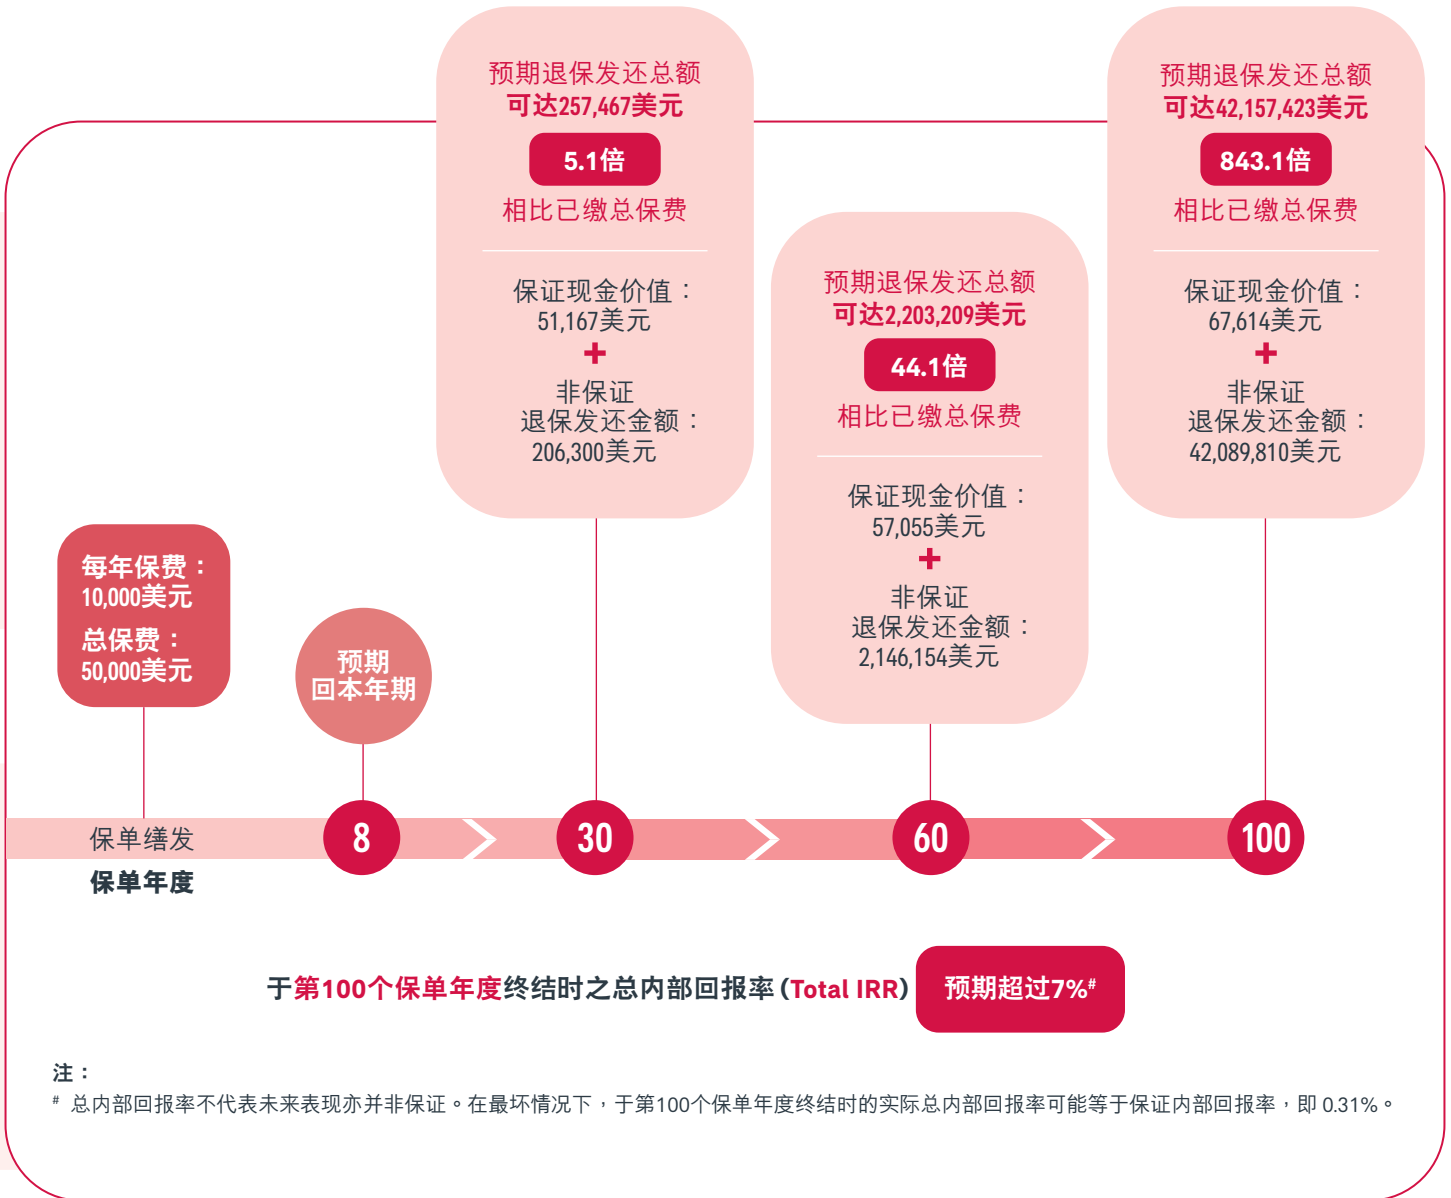 预期退保发还总额
可达257,467美元
5.1倍
相比已缴总保费
保证现金价值：
51,167美元
+
非保证
退保发还金额：
206,300美元
预期退保发还总额
可达2,203,209美元
44.1倍
相比已缴总保费
保证现金价值：
57,055美元
+
非保证
退保发还金额：
2,146,154美元
预期退保发还总额
可达42,157,423美元
843.1倍
相比已缴总保费
保证现金价值：
67,614美元
+
非保证
退保发还金额：
42,089,810美元
每年保费：
10,000美元
总保费：
50,000美元
预期
回本年期
保单缮发
8
30
60
100
保单年度
于第100个保单年度终结时之总内部回报率（Total IRR） 预期超过7%#
注：
# 总内部回报率不代表未来表现亦并非保证。在最坏情况下，于第100个保单年度终结时的实际总内部回报率可能等于保证内部回报率，即 0.31%。